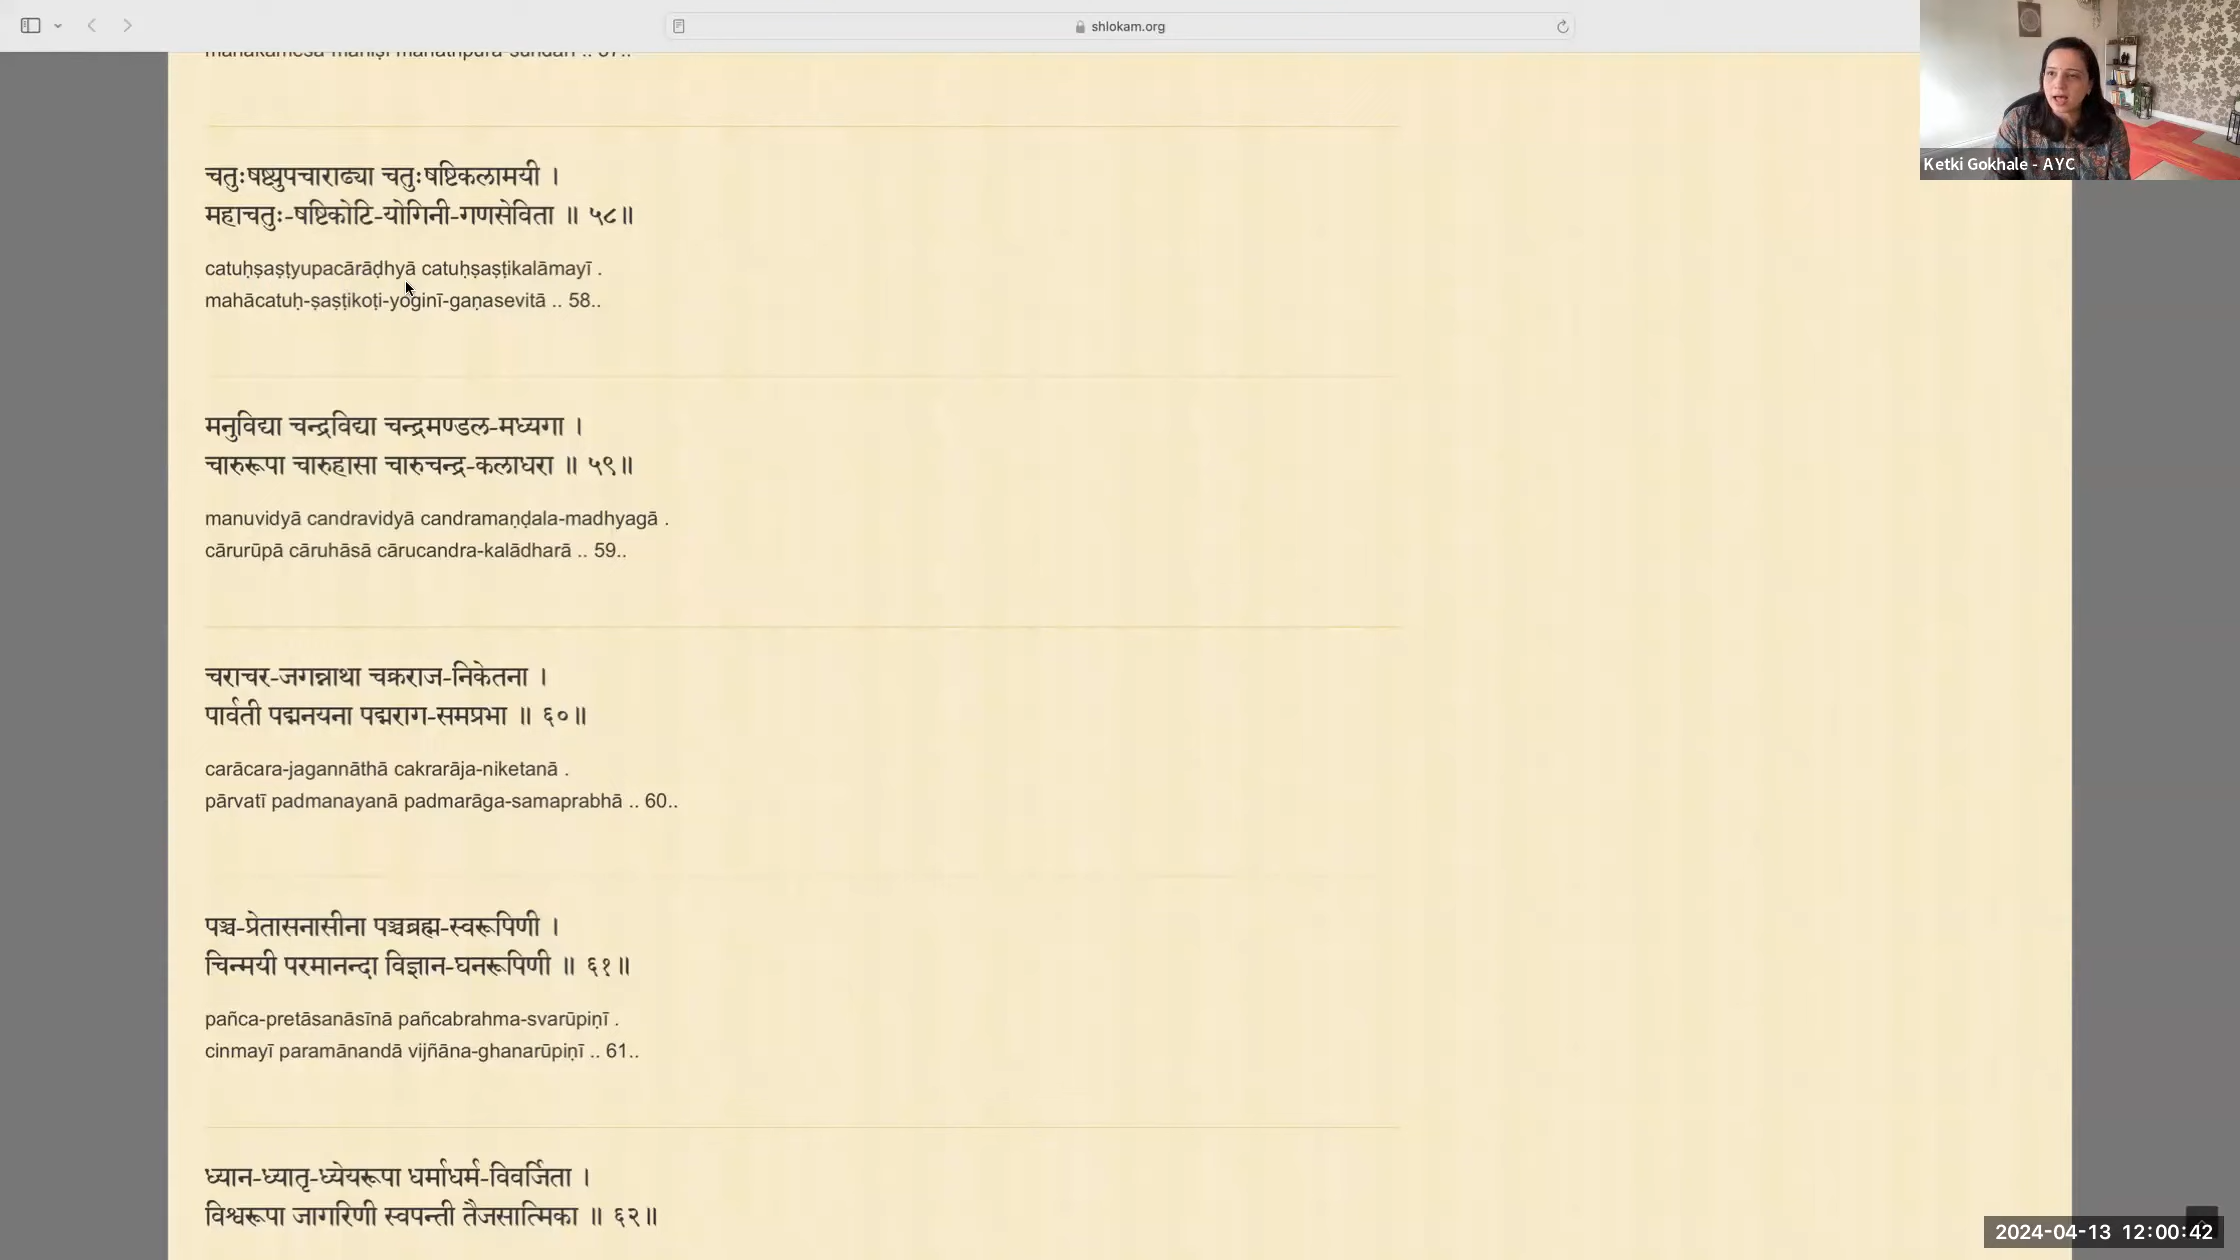 shlokam.org
mahākāmeśa-mahiṣī mahātripura-sundarī .. 57..
चतुःषष्ट्युपचाराढ्या चतुःषष्टिकलामयी ।
महाचतुः-षष्टिकोटि-योगिनी-गणसेविता ॥ ५८॥
catuḥṣaṣṭyupacārāḍhyā catuḥṣaṣṭikalāmayī .
mahācatuḥ-ṣaṣṭikoṭi-yoginī-gaṇasevitā .. 58..
मनुविद्या चन्द्रविद्या चन्द्रमण्डल-मध्यगा ।
चारुरूपा चारुहासा चारुचन्द्र-कलाधरा ॥ ५९॥
manuvidyā candravidyā candramaṇḍala-madhyagā .
cārurūpā cāruhāsā cārucandra-kalādharā .. 59..
चराचर-जगन्नाथा चक्रराज-निकेतना ।
पार्वती पद्मनयना पद्मराग-समप्रभा ॥ ६०॥
carācara-jagannāthā cakrarāja-niketanā .
pārvatī padmanayanā padmarāga-samaprabhā .. 60..
पञ्च-प्रेतासनासीना पञ्चब्रह्म-स्वरूपिणी ।
चिन्मयी परमानन्दा विज्ञान-घनरूपिणी ॥ ६१॥
pañca-pretāsanāsīnā pañcabrahma-svarūpiṇī .
cinmayī paramānandā vijñāna-ghanarūpiṇī .. 61..
ध्यान-ध्यातृ-ध्येयरूपा धर्माधर्म-विवर्जिता ।
विश्वरूपा जागरिणी स्वपन्ती तैजसात्मिका ॥ ६२॥
Ketki Gokhale - AYC
2024-04-13 12:00:42